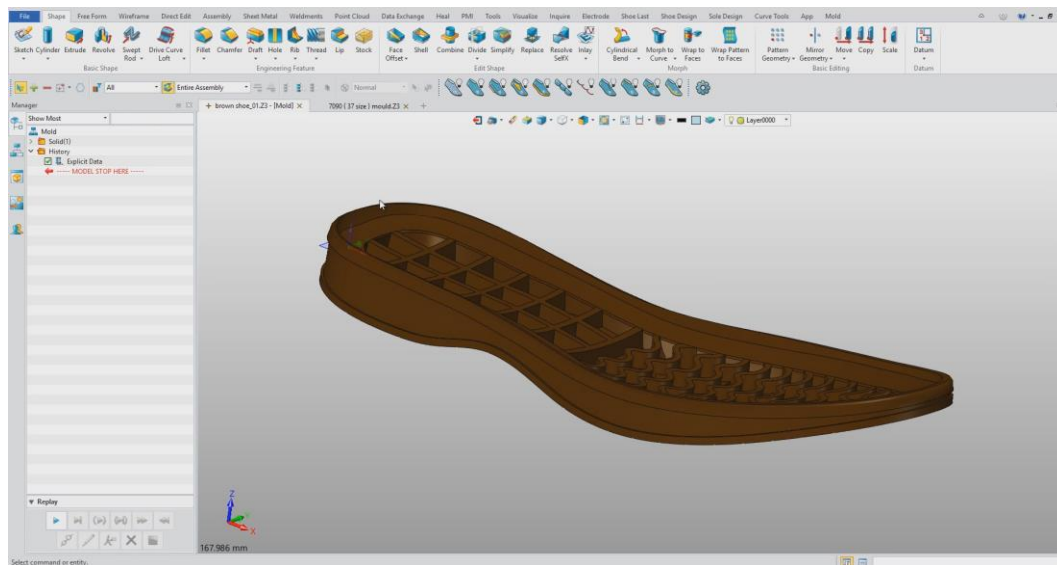 File Shape Free Form Wireframe Direct Edit Assembly Sheet Metal Weldments Point Cloud Data Exchange Heal PMI Tools Visualize Inquire Electrode Shoe Last Shoe Design Sole Design Curve Tools App Mold
Sketch Cylinder Extrude Revolve Swept Rod Drive Curve Loft Fillet Chamfer Draft Hole Rib Thread Lip Stock Face Offset Shell Combine Divide Simplify Replace Resolve SelfX Inlay Cylindrical Bend Morph to Curve Wrap to Faces Wrap Pattern to Faces Pattern Geometry Mirror Geometry Move Copy Scale Datum
Basic Shape Engineering Feature Edit Shape Morph Basic Editing Datum
All Entire Assembly Normal
Manager + brown shoe_01.Z3 - [Mold] × 7090 ( 37 size ) mould.Z3 × +
Show Most Layer0000
Mold
Solid(1)
History
Explicit Data
------ MODEL STOP HERE ------
Replay
Z
X
167.986 mm
Select command or entity.